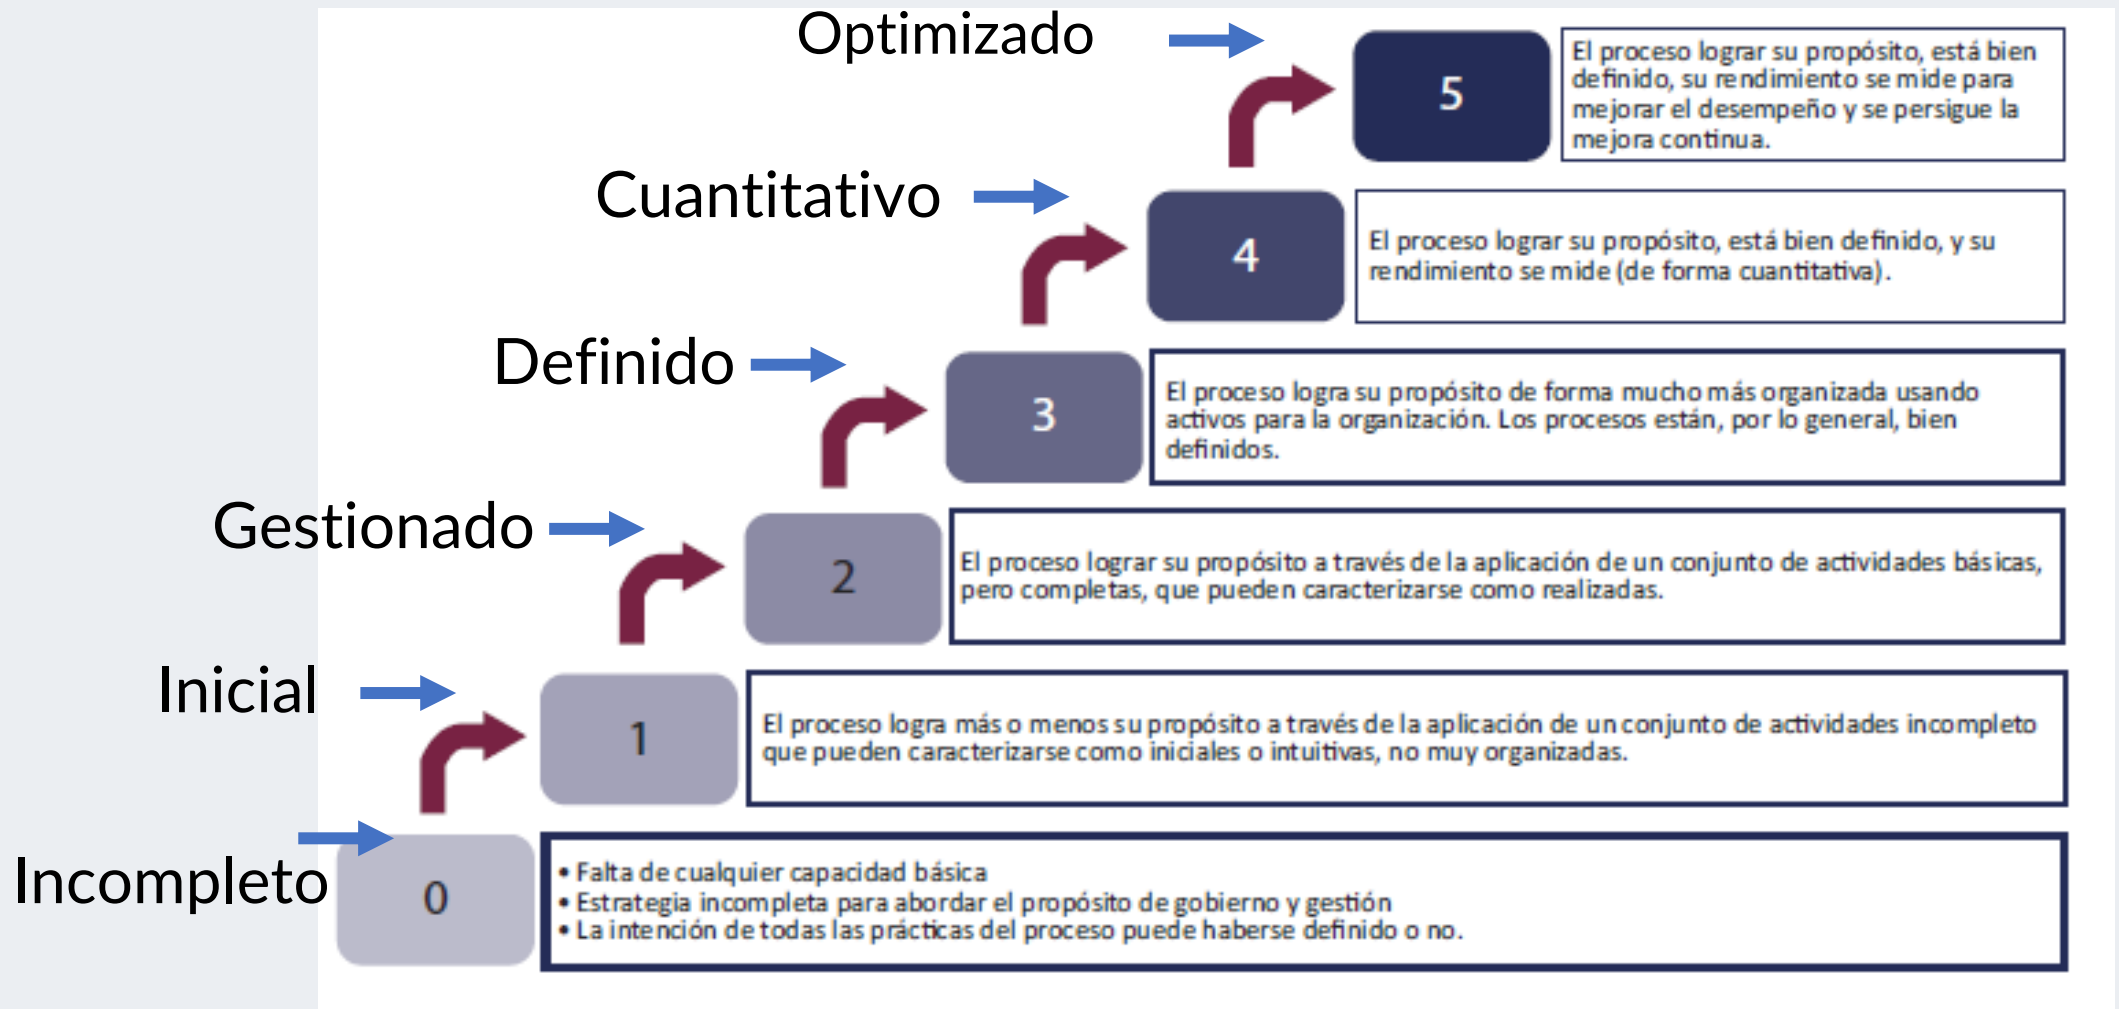 Optimizado
5
El proceso lograr su propósito, está bien
definido, su rendimiento se mide para
mejorar el desempeño y se persigue la
mejora continua.
Cuantitativo
4
El proceso lograr su propósito, está bien definido, y su
rendimiento se mide (de forma cuantitativa).
Definido
3
El proceso logra su propósito de forma mucho más organizada usando
activos para la organización. Los procesos están, por lo general, bien
definidos.
Gestionado
2
El proceso lograr su propósito a través de la aplicación de un conjunto de actividades básicas,
pero completas, que pueden caracterizarse como realizadas.
Inicial
1
El proceso logra más o menos su propósito a través de la aplicación de un conjunto de actividades incompleto
que pueden caracterizarse como iniciales o intuitivas, no muy organizadas.
Incompleto
0
• Falta de cualquier capacidad básica
• Estrategia incompleta para abordar el propósito de gobierno y gestión
• La intención de todas las prácticas del proceso puede haberse definido o no.